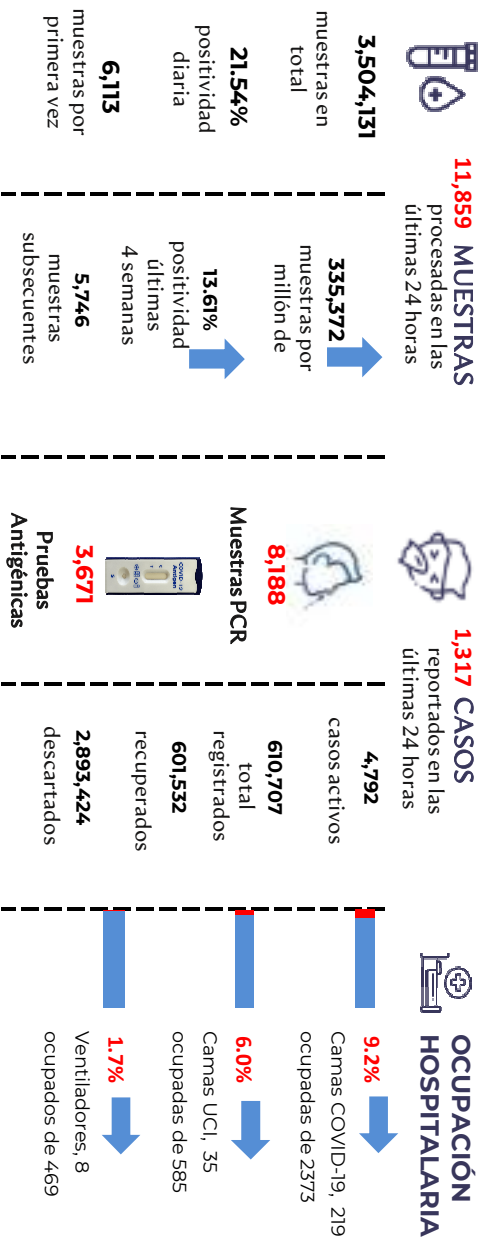 11,859 MUESTRAS
procesadas en las
últimas 24 horas
3,504,131
muestras en
total
21.54%
positividad
diaria
6,113
muestras por
primera vez
335,372
muestras por
millón de
13.61%
positividad
últimas
4 semanas
5,746
muestras
subsecuentes
1,317 CASOS
reportados en las
últimas 24 horas
8,188
Muestras PCR
COVID-19
Antigen
C
T
S
3,671
Pruebas
Antigénicas
4,792
casos activos
610,707
total
registrados
601,532
recuperados
2,893,424
descartados
OCUPACIÓN
HOSPITALARIA
9.2%
Camas COVID-19, 219
ocupadas de 2373
6.0%
Camas UCI, 35
ocupadas de 585
1.7%
Ventiladores, 8
ocupados de 469